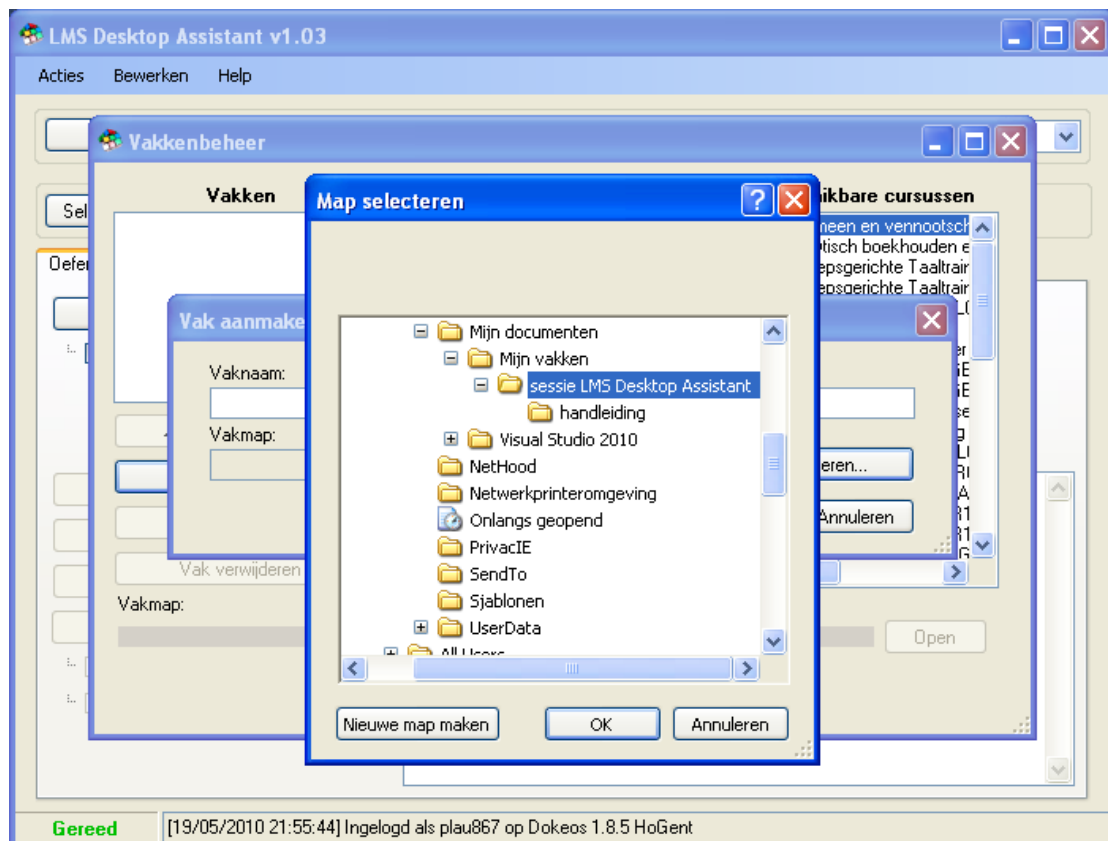 LMS Desktop Assistant v1.03
Acties Bewerken Help
Vakkenbeheer
Vakken
Map selecteren
cursussen
Vak
Vaknaam:
Vakmap:
Mijn documenten
Mijn vakken
sessie LMS Desktop Assistant
handleiding
Visual Studio 2010
NetHood
Netwerkprinteromgeving
Onlangs geopend
PrivacIE
SendTo
Sjablonen
UserData
boekhouden
Annuleren
Vak verwijderen
Vakmap:
Open
Nieuwe map maken OK Annuleren
Gereed [19/05/2010 21:55:44] Ingelogd als plau867 op Dokeos 1.8.5 HoGent